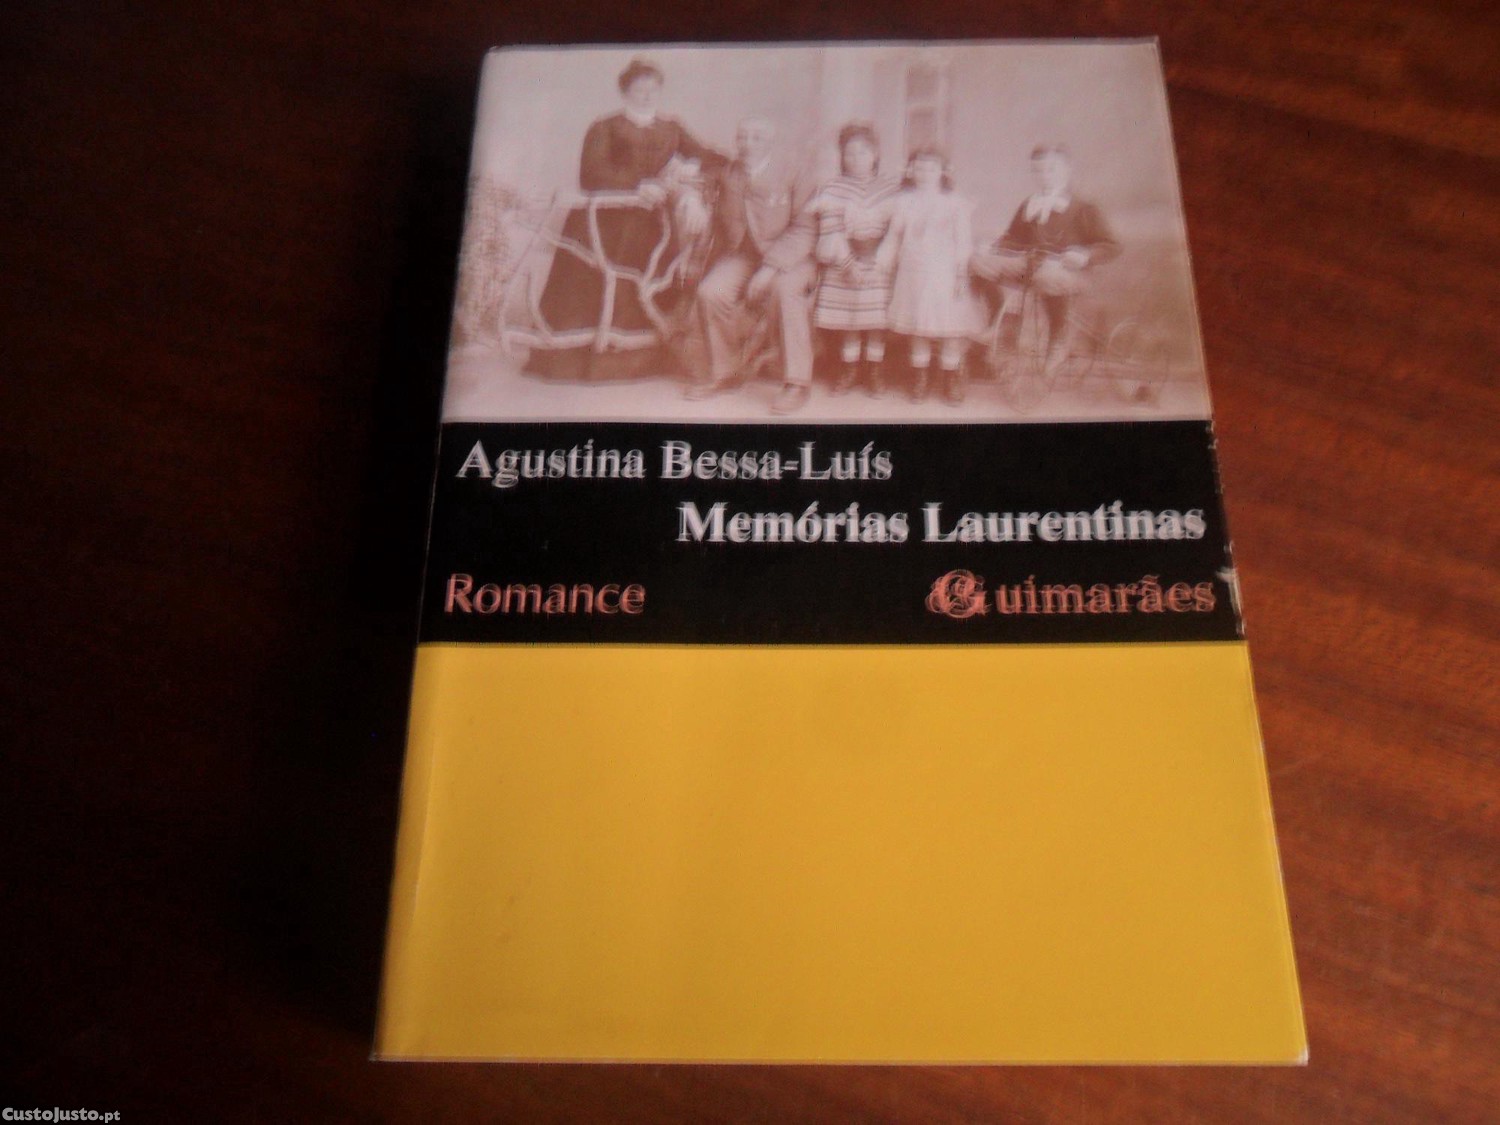 Agustina Bessa-Luís
Memórias Laurentinas
Romance
Guimarães
CustoJusto.pt